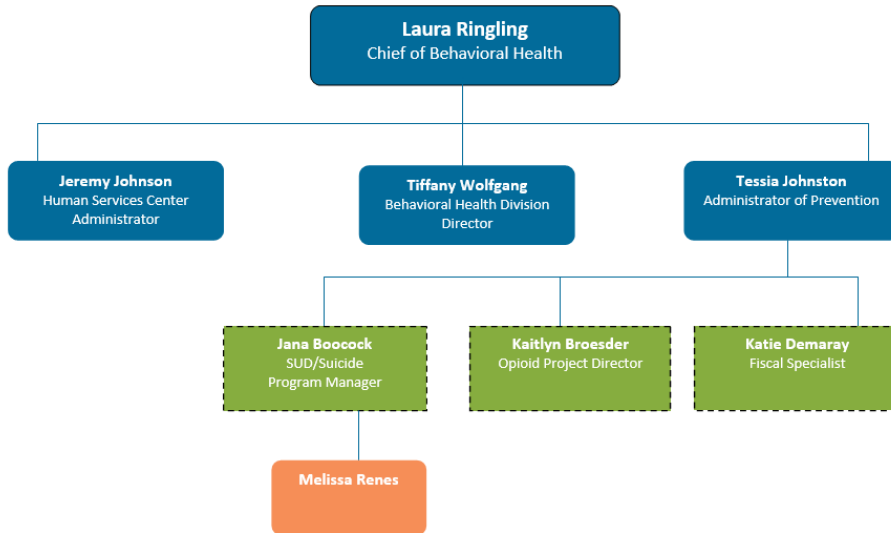 Laura Ringling
Chief of Behavioral Health
Jeremy Johnson
Human Services Center
Administrator
Tiffany Wolfgang
Behavioral Health Division
Director
Tessia Johnston
Administrator of Prevention
Jana Boocock
SUD/Suicide
Program Manager
Kaitlyn Broesder
Opioid Project Director
Katie Demaray
Fiscal Specialist
Melissa Renes